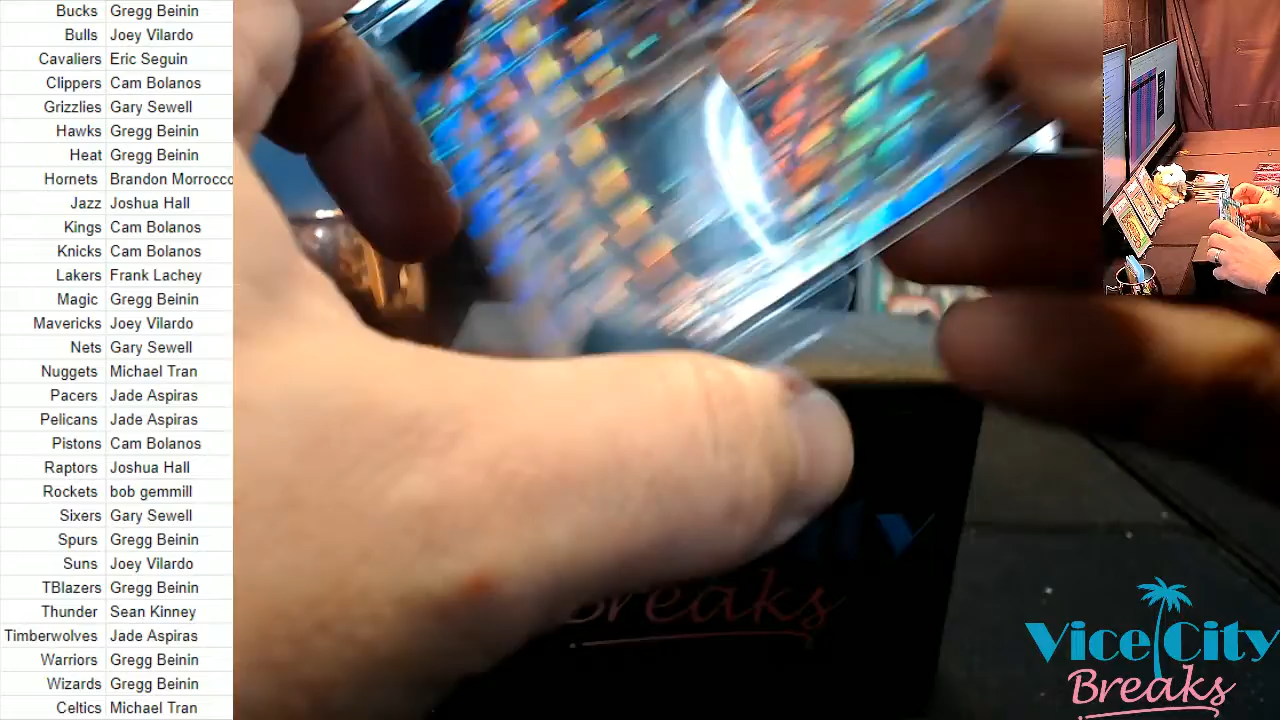 Bucks Gregg Beinin
Bulls Joey Vilardo
Cavaliers Eric Seguin
Clippers Cam Bolanos
Grizzlies Gary Sewell
Hawks Gregg Beinin
Heat Gregg Beinin
Hornets Brandon Morrocco
Jazz Joshua Hall
Kings Cam Bolanos
Knicks Cam Bolanos
Lakers Frank Lachey
Magic Gregg Beinin
Mavericks Joey Vilardo
Nets Gary Sewell
Nuggets Michael Tran
Pacers Jade Aspiras
Pelicans Jade Aspiras
Pistons Cam Bolanos
Raptors Joshua Hall
Rockets bob gemmill
Sixers Gary Sewell
Spurs Gregg Beinin
Suns Joey Vilardo
TBlazers Gregg Beinin
Thunder Sean Kinney
Timberwolves Jade Aspiras
Warriors Gregg Beinin
Wizards Gregg Beinin
Celtics Michael Tran
City
Breaks
Vice City
Breaks